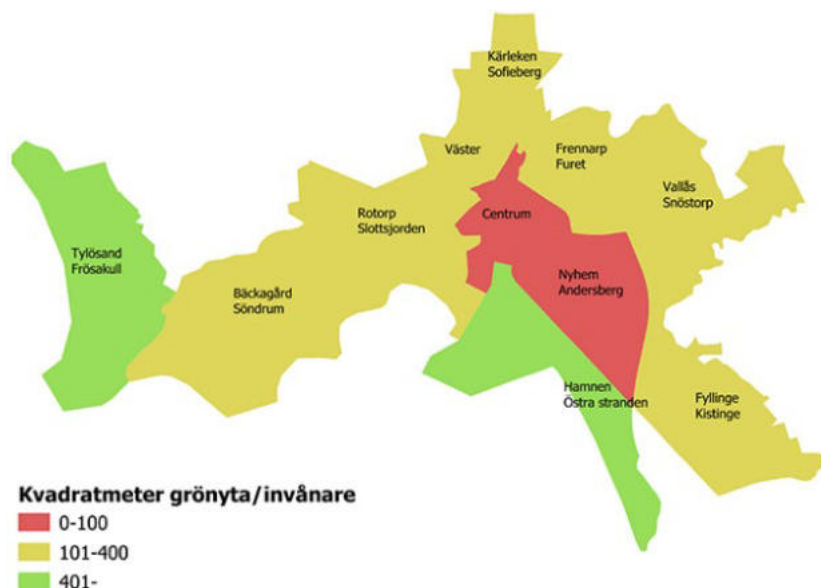 Kärleken
Sofieberg
Väster
Frennarp
Furet
Vallås
Snöstorp
Rotorp
Slottsjorden
Centrum
Tylösand
Frösakull
Nyhem
Andersberg
Bäckagård
Söndrum
Hamnen
Östra stranden
Fyllinge
Kistinge
Kvadratmeter grönyta/invånare
0-100
101-400
401-